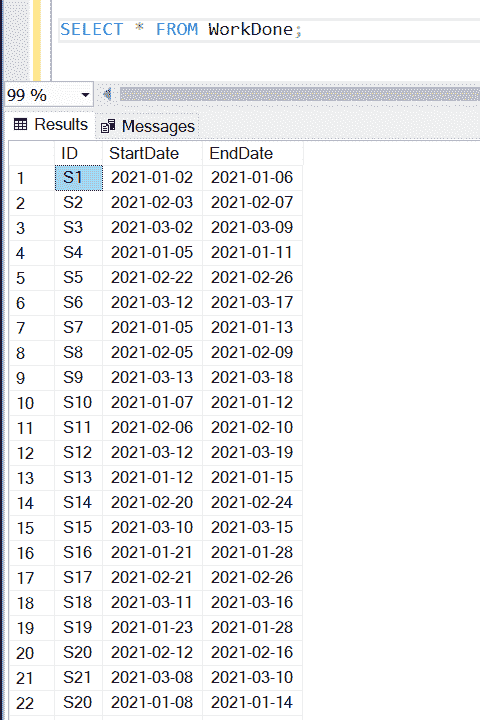 SELECT * FROM WorkDone;
99 %
Results Messages
ID StartDate EndDate
1 S1 2021-01-02 2021-01-06
2 S2 2021-02-03 2021-02-07
3 S3 2021-03-02 2021-03-09
4 S4 2021-01-05 2021-01-11
5 S5 2021-02-22 2021-02-26
6 S6 2021-03-12 2021-03-17
7 S7 2021-01-05 2021-01-13
8 S8 2021-02-05 2021-02-09
9 S9 2021-03-13 2021-03-18
10 S10 2021-01-07 2021-01-12
11 S11 2021-02-06 2021-02-10
12 S12 2021-03-12 2021-03-19
13 S13 2021-01-12 2021-01-15
14 S14 2021-02-20 2021-02-24
15 S15 2021-03-10 2021-03-15
16 S16 2021-01-21 2021-01-28
17 S17 2021-02-21 2021-02-26
18 S18 2021-03-11 2021-03-16
19 S19 2021-01-23 2021-01-28
20 S20 2021-02-12 2021-02-16
21 S21 2021-03-08 2021-03-10
22 S20 2021-01-08 2021-01-14